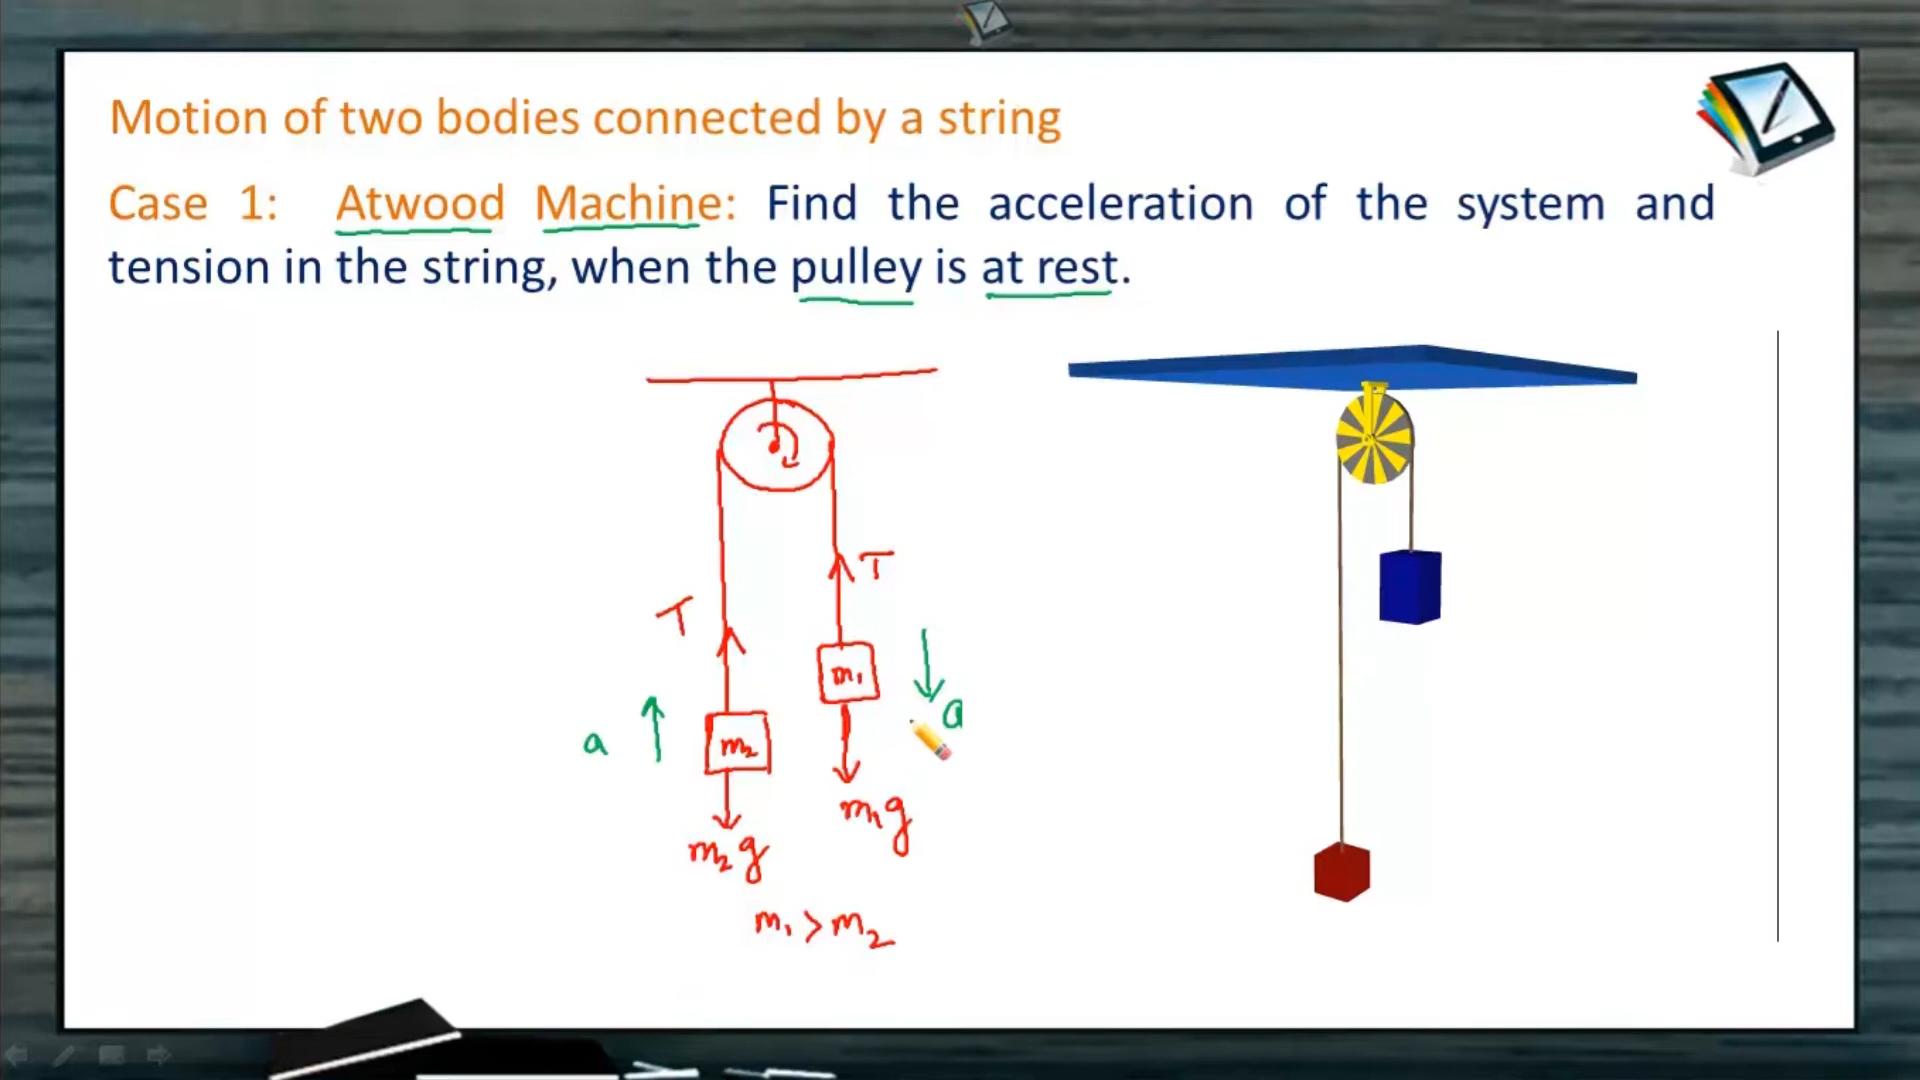 Motion of two bodies connected by a string
Case 1: Atwood Machine: Find the acceleration of the system and
tension in the string, when the pulley is at rest.
T
T
m₁
a
a
m₂
m₁g
m₂g
m₁ > m₂